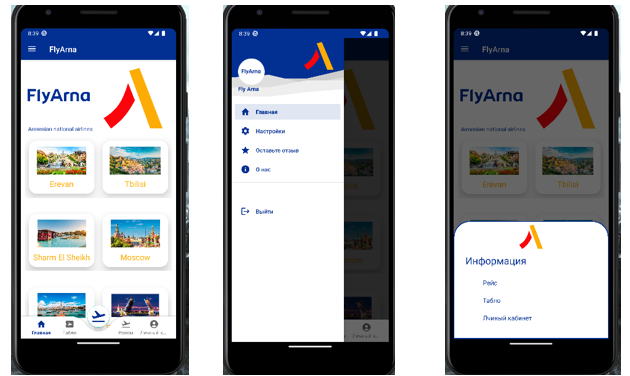 8:39
FlyArna
FlyArna
Armenian national airlines
Erevan
Tbilisi
Sharm El Sheikh
Moscow
Главная
Табло
Рейсы
Личный к...
8:39
FlyArna
Fly Arna
Главная
Настройки
Оставьте отзыв
О нас
Выйти
8:39
FlyArna
FlyArna
Armenian national airlines
Erevan
Tbilisi
Информация
Рейс
Табло
Личный кабинет